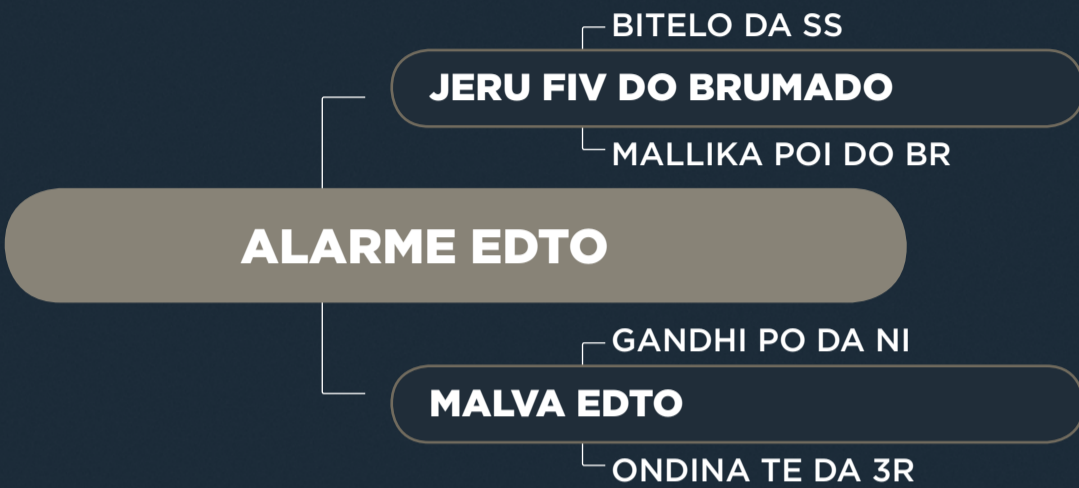 BITELO DA SS
JERU FIV DO BRUMADO
MALLIKA POI DO BR
ALARME EDTO
GANDHI PO DA NI
MALVA EDTO
ONDINA TE DA 3R